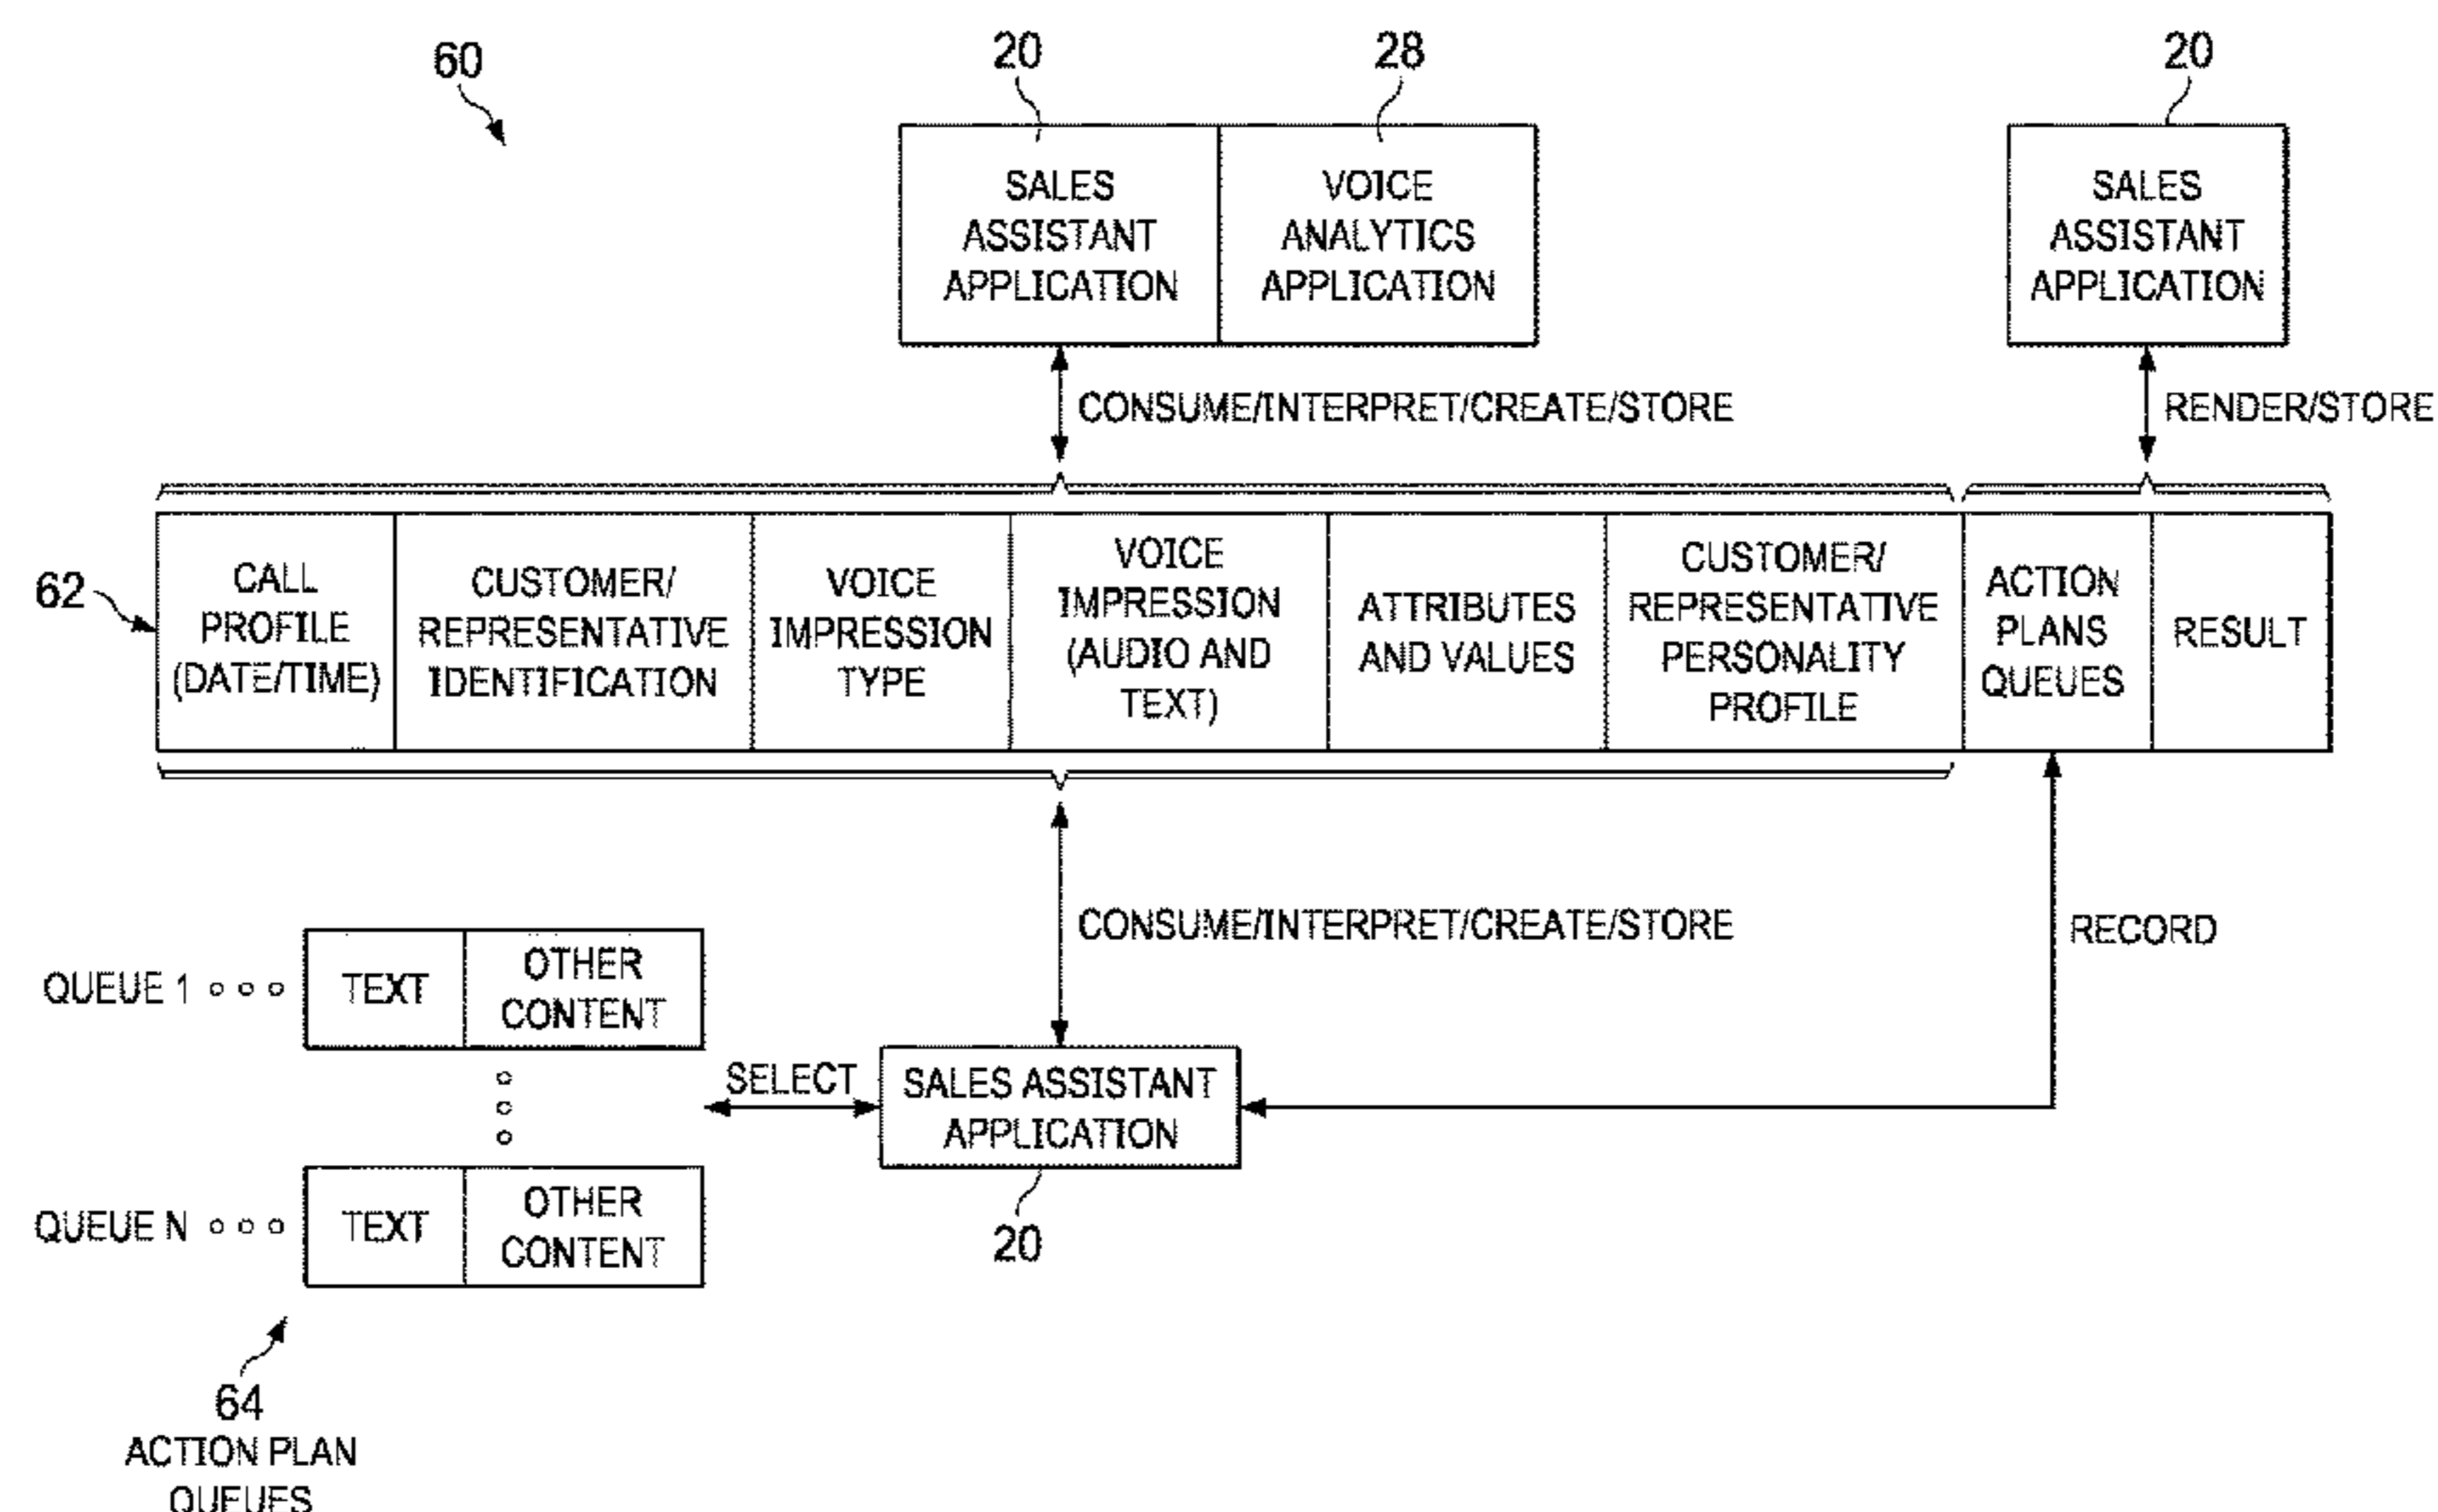 60
20
28
20
SALES
ASSISTANT
APPLICATION
VOICE
ANALYTICS
APPLICATION
SALES
ASSISTANT
APPLICATION
CONSUME/INTERPRET/CREATE/STORE
RENDER/STORE
62
CALL
PROFILE
(DATE/TIME)
CUSTOMER/
REPRESENTATIVE
IDENTIFICATION
VOICE
IMPRESSION
TYPE
VOICE
IMPRESSION
(AUDIO AND
TEXT)
ATTRIBUTES
AND VALUES
CUSTOMER/
REPRESENTATIVE
PERSONALITY
PROFILE
ACTION
PLANS
QUEUES
RESULT
CONSUME/INTERPRET/CREATE/STORE
RECORD
QUEUE 1
TEXT
OTHER
CONTENT
SELECT
SALES ASSISTANT
APPLICATION
20
QUEUE N
TEXT
OTHER
CONTENT
64
ACTION PLAN
QUEUES